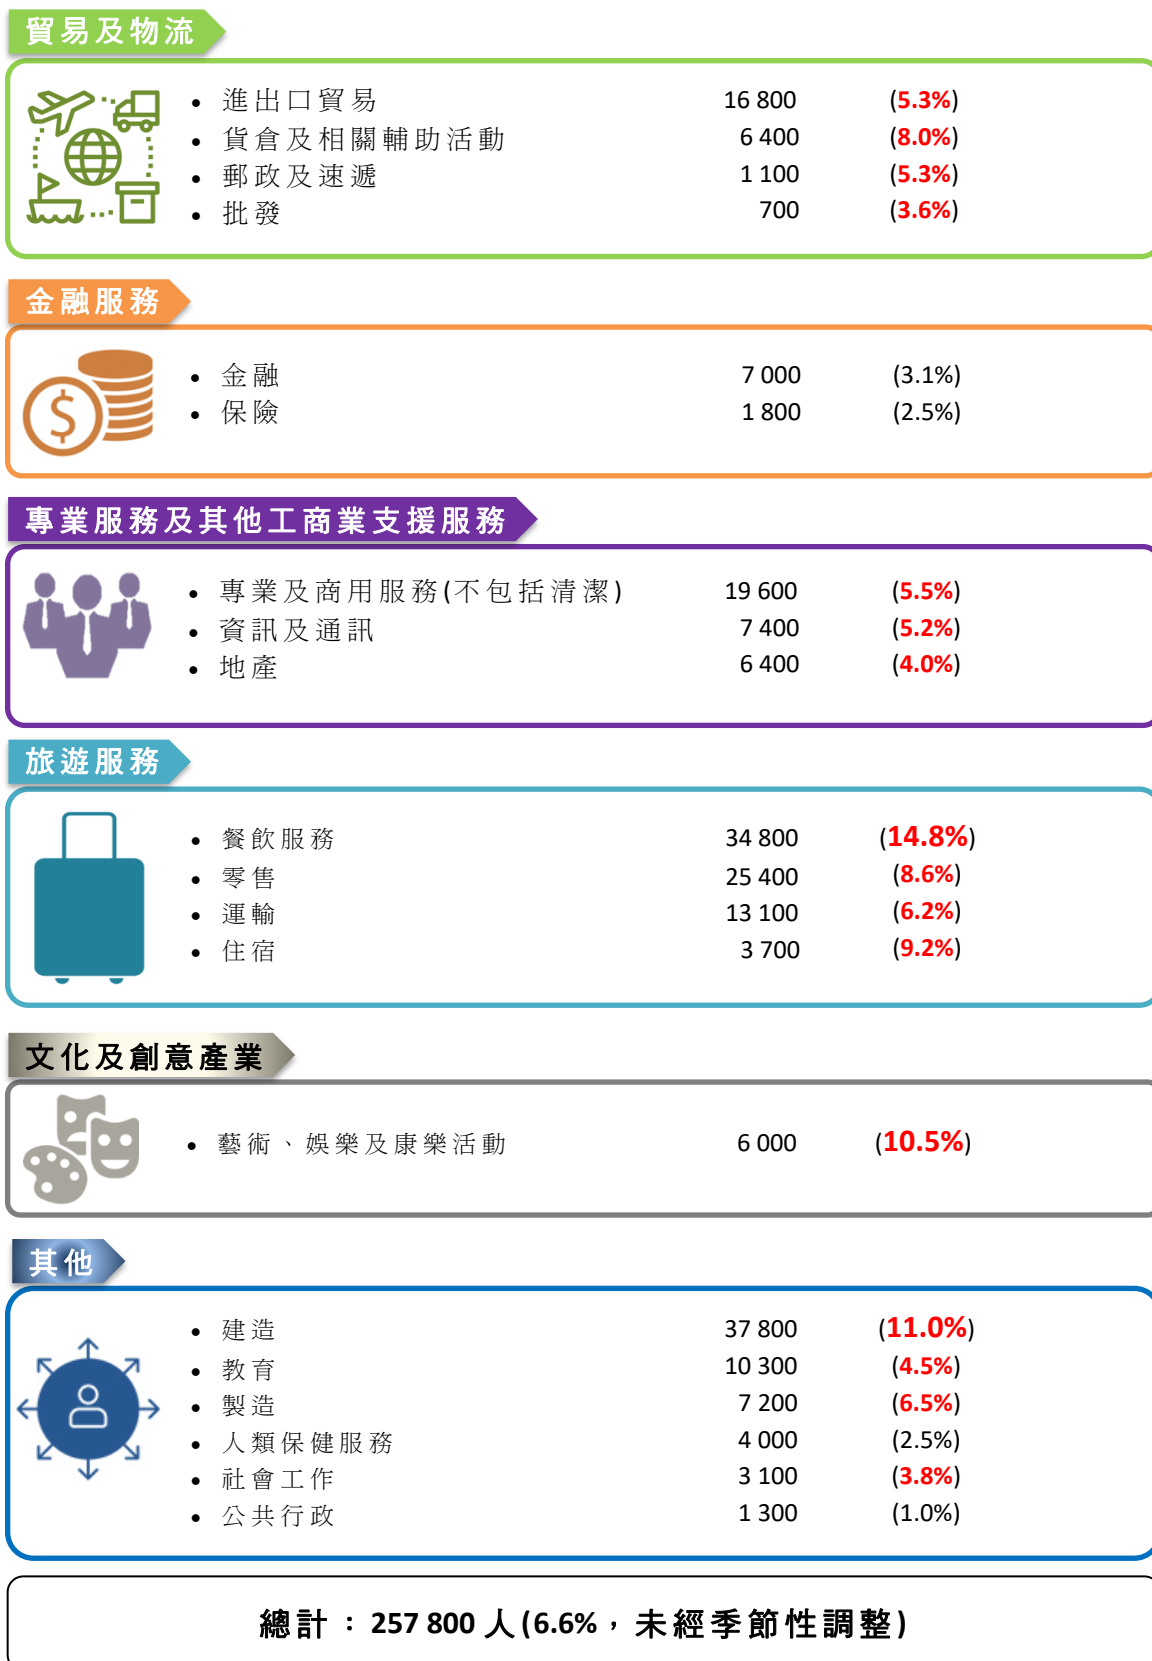 貿易及物流
• 進出口貿易 16 800 (5.3%)
• 貨倉及相關輔助活動 6 400 (8.0%)
• 郵政及速遞 1 100 (5.3%)
• 批發 700 (3.6%)
金融服務
$
• 金融 7 000 (3.1%)
• 保險 1 800 (2.5%)
專業服務及其他工商業支援服務
• 專業及商用服務(不包括清潔) 19 600 (5.5%)
• 資訊及通訊 7 400 (5.2%)
• 地產 6 400 (4.0%)
旅遊服務
• 餐飲服務 34 800 (14.8%)
• 零售 25 400 (8.6%)
• 運輸 13 100 (6.2%)
• 住宿 3 700 (9.2%)
文化及創意產業
• 藝術、娛樂及康樂活動 6 000 (10.5%)
其他
• 建造 37 800 (11.0%)
• 教育 10 300 (4.5%)
• 製造 7 200 (6.5%)
• 人類保健服務 4 000 (2.5%)
• 社會工作 3 100 (3.8%)
• 公共行政 1 300 (1.0%)
總計：257 800 人(6.6%，未經季節性調整)